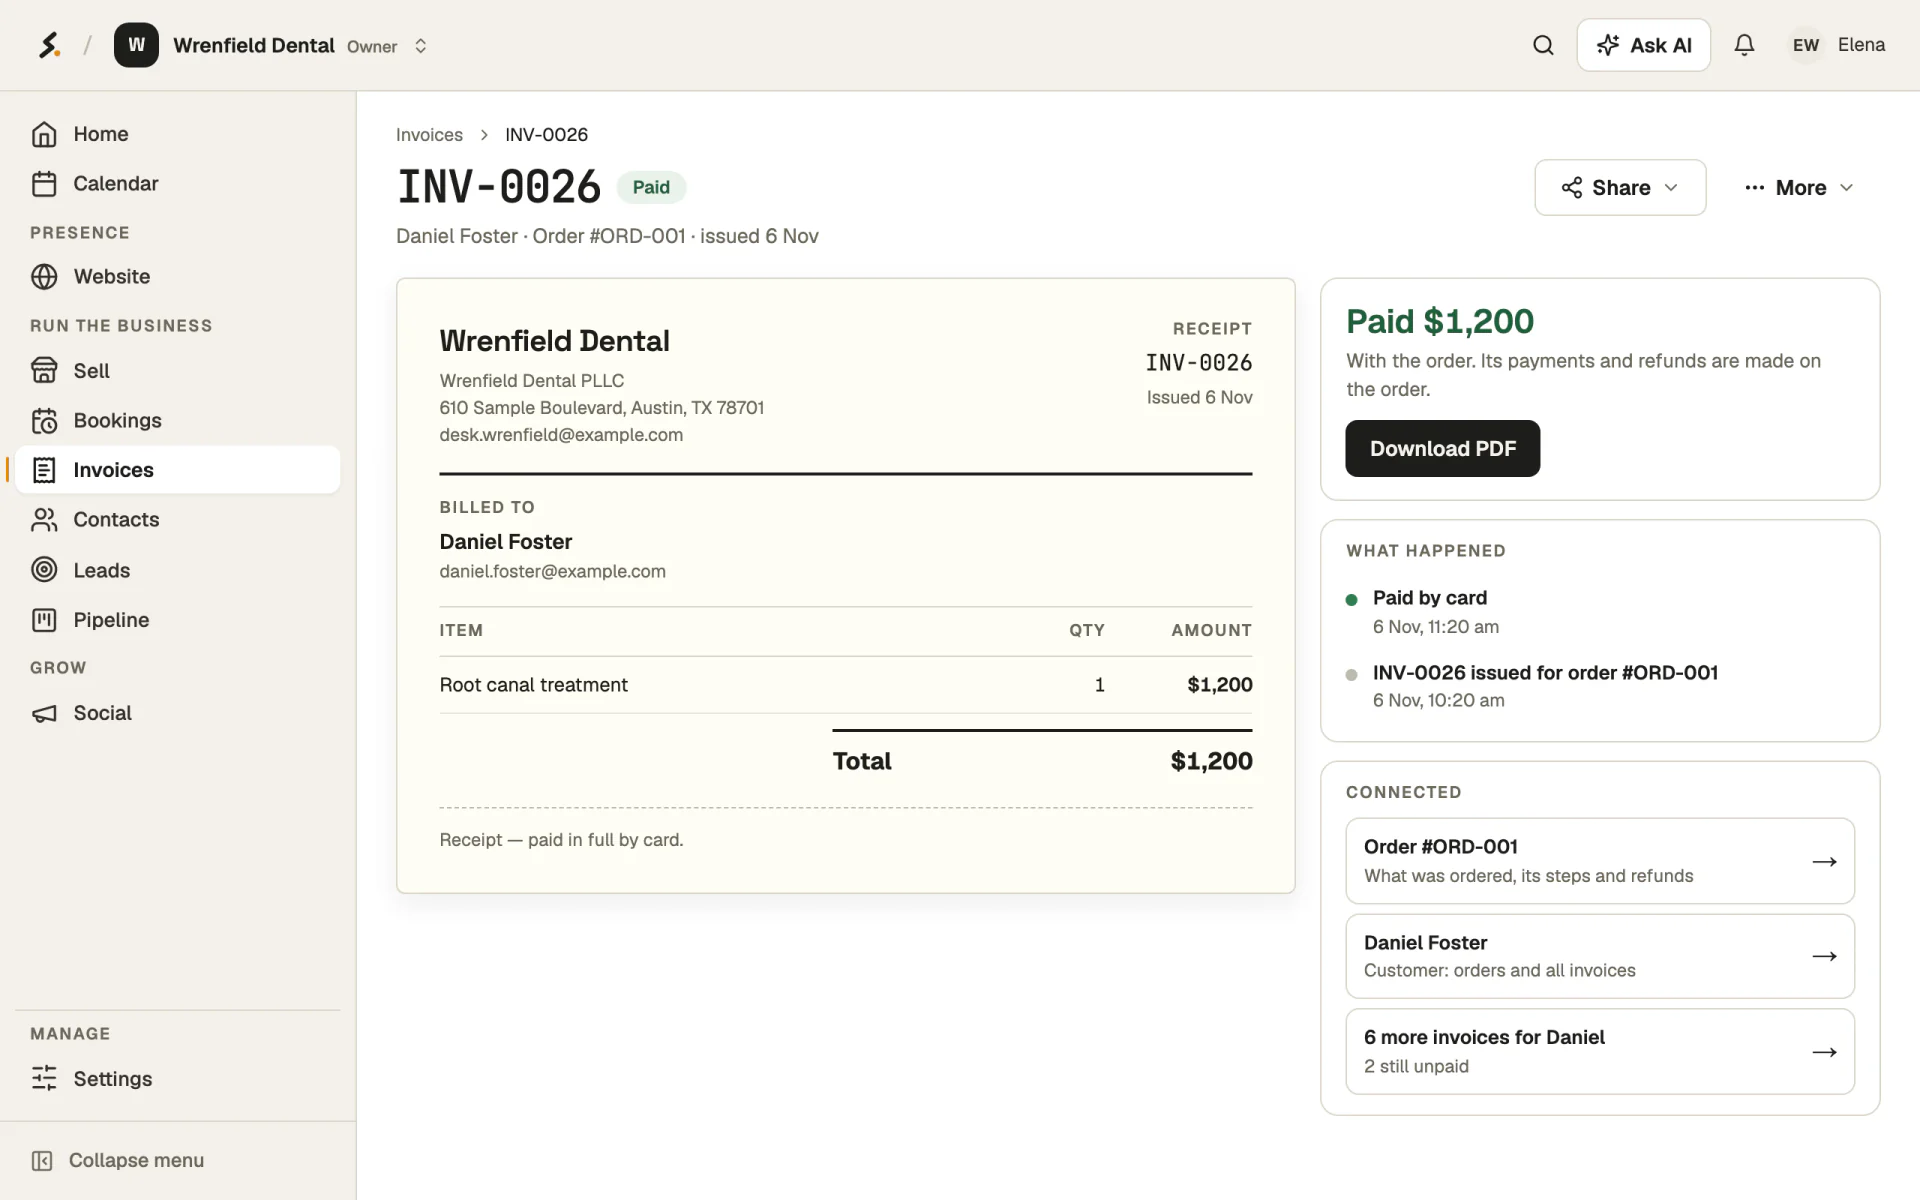 W Wrenfield Dental Owner
Ask AI
EW Elena
Home
Calendar
PRESENCE
Website
RUN THE BUSINESS
Sell
Bookings
Invoices
Contacts
Leads
Pipeline
GROW
Social
MANAGE
Settings
Collapse menu
Invoices > INV-0026
INV-0026 Paid
Daniel Foster · Order #ORD-001 · issued 6 Nov
Share
More
Wrenfield Dental
Wrenfield Dental PLLC
610 Sample Boulevard, Austin, TX 78701
desk.wrenfield@example.com
RECEIPT
INV-0026
Issued 6 Nov
BILLED TO
Daniel Foster
daniel.foster@example.com
ITEM QTY AMOUNT
Root canal treatment 1 $1,200
Total $1,200
Receipt — paid in full by card.
Paid $1,200
With the order. Its payments and refunds are made on
the order.
Download PDF
WHAT HAPPENED
Paid by card
6 Nov, 11:20 am
INV-0026 issued for order #ORD-001
6 Nov, 10:20 am
CONNECTED
Order #ORD-001
What was ordered, its steps and refunds
Daniel Foster
Customer: orders and all invoices
6 more invoices for Daniel
2 still unpaid